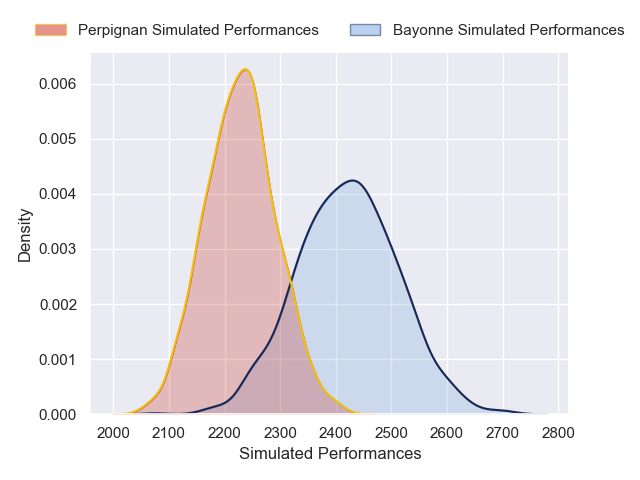 Perpignan Simulated Performances
Bayonne Simulated Performances
0.006
0.005
0.004
0.003
0.002
0.001
0.000
Density
2000 2100 2200 2300 2400 2500 2600 2700 2800
Simulated Performances